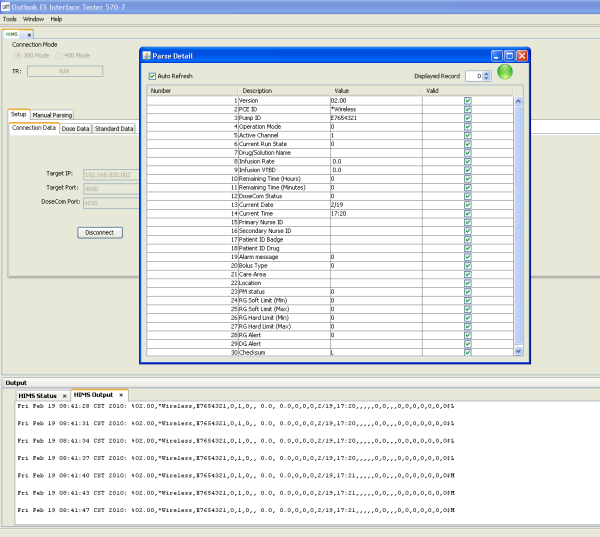 Outlook ES Interface Tester 570-7
Tools Window Help
HIMS x
Connection Mode
300 Mode 400 Mode
TR: N/A
Setup Manual Parsing
Connection Data Dose Data Standard Data
Target IP: 192.168.020.002
Target Port: 4000
DoseCom Port: 4030
Disconnect
Parse Detail
Auto Refresh Displayed Record 0
Number Description Value Valid
1 Version 02.00
2 PCE ID *Wireless
3 Pump ID E7654321
4 Operation Mode 0
5 Active Channel 1
6 Current Run State 0
7 Drug/Solution Name
8 Infusion Rate 0.0
9 Infusion VTBD 0.0
10 Remaining Time (Hours) 0
11 Remaining Time (Minutes) 0
12 DoseCom Status 0
13 Current Date 2/19
14 Current Time 17:20
15 Primary Nurse ID
16 Secondary Nurse ID
17 Patient ID Badge
18 Patient ID Drug
19 Alarm message 0
20 Bolus Type 0
21 Care Area
22 Location
23 PM status 0
24 RG Soft Limit (Min) 0
25 RG Soft Limit (Max) 0
26 RG Hard Limit (Min) 0
27 RG Hard Limit (Max) 0
28 RG Alert 0
29 DG Alert
30 Checksum L
Output
HIMS Status x HIMS Output x
Fri Feb 19 08:41:28 CST 2010: %02.00,*Wireless,E7654321,0,1,0,, 0.0, 0.0,0,0,0,2/19,17:20,,,,,0,0,,,0,0,0,0,0,0,0$L
Fri Feb 19 08:41:31 CST 2010: %02.00,*Wireless,E7654321,0,1,0,, 0.0, 0.0,0,0,0,2/19,17:20,,,,,0,0,,,0,0,0,0,0,0,0$L
Fri Feb 19 08:41:34 CST 2010: %02.00,*Wireless,E7654321,0,1,0,, 0.0, 0.0,0,0,0,2/19,17:20,,,,,0,0,,,0,0,0,0,0,0,0$L
Fri Feb 19 08:41:37 CST 2010: %02.00,*Wireless,E7654321,0,1,0,, 0.0, 0.0,0,0,0,2/19,17:20,,,,,0,0,,,0,0,0,0,0,0,0$L
Fri Feb 19 08:41:40 CST 2010: %02.00,*Wireless,E7654321,0,1,0,, 0.0, 0.0,0,0,0,2/19,17:21,,,,,0,0,,,0,0,0,0,0,0,0$M
Fri Feb 19 08:41:43 CST 2010: %02.00,*Wireless,E7654321,0,1,0,, 0.0, 0.0,0,0,0,2/19,17:21,,,,,0,0,,,0,0,0,0,0,0,0$M
Fri Feb 19 08:41:47 CST 2010: %02.00,*Wireless,E7654321,0,1,0,, 0.0, 0.0,0,0,0,2/19,17:21,,,,,0,0,,,0,0,0,0,0,0,0$M